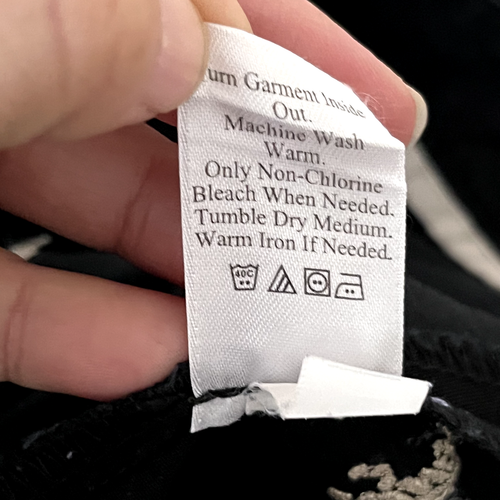 urn Garment Inside
Out.
Machine Wash
Warm.
Only Non-Chlorine
Bleach When Needed.
Tumble Dry Medium.
Warm Iron If Needed.
40C